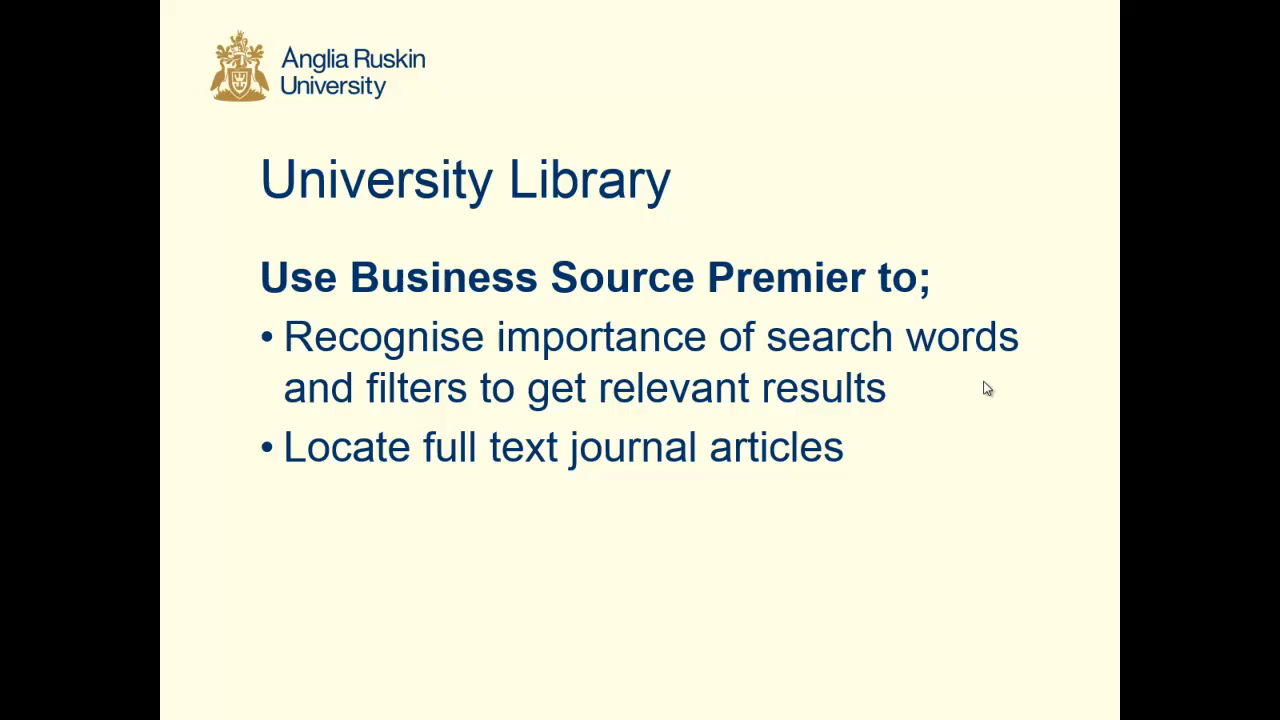 Anglia Ruskin
University
University Library
Use Business Source Premier to;
• Recognise importance of search words
and filters to get relevant results
• Locate full text journal articles